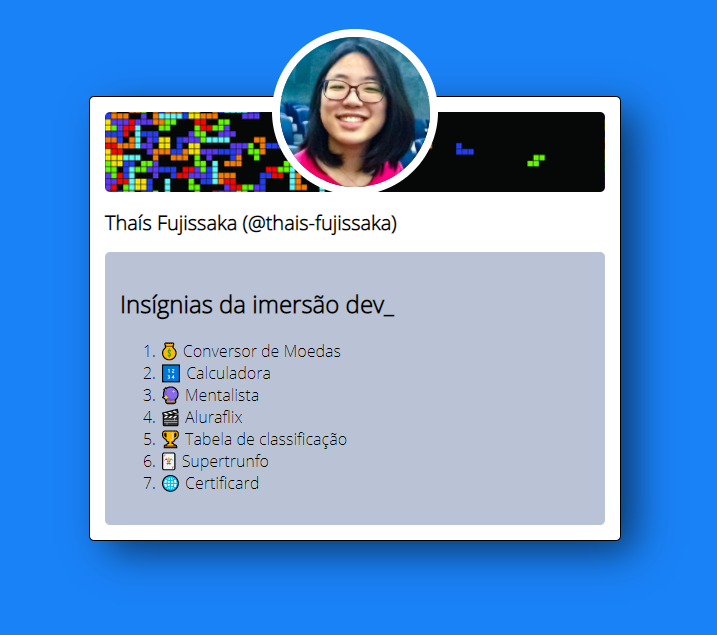 Thaís Fujissaka (@thais-fujissaka)
Insígnias da imersão dev_
1. 💰 Conversor de Moedas
2. 🔢 Calculadora
3. 🔮 Mentalista
4. 🎬 Aluraflix
5. 🏆 Tabela de classificação
6. 🃏 Supertrunfo
7. 🌐 Certificard